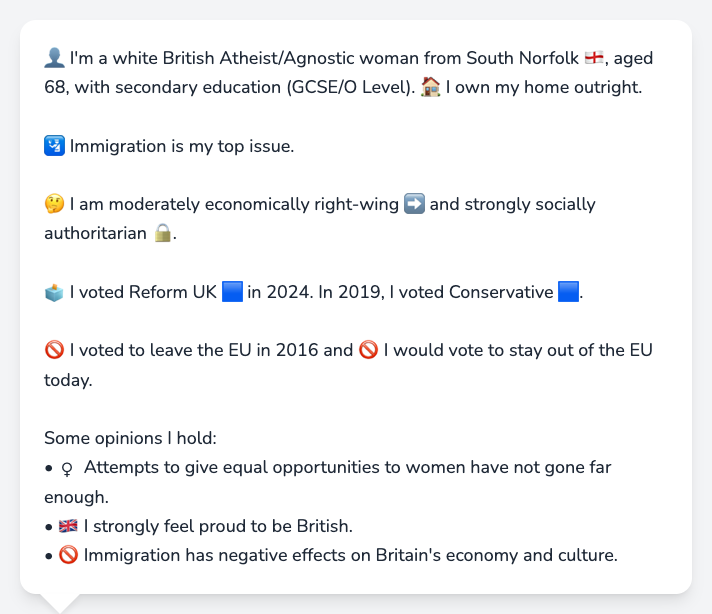 👤 I'm a white British Atheist/Agnostic woman from South Norfolk 🏴󠁧󠁢󠁥󠁮󠁧󠁿, aged
68, with secondary education (GCSE/O Level). 🏠 I own my home outright.
🛂 Immigration is my top issue.
🤔 I am moderately economically right-wing ➡️ and strongly socially
authoritarian 🔒.
🗳️ I voted Reform UK 🟦 in 2024. In 2019, I voted Conservative 🟦.
🚫 I voted to leave the EU in 2016 and 🚫 I would vote to stay out of the EU
today.
Some opinions I hold:
• ♀ Attempts to give equal opportunities to women have not gone far
enough.
• 🇬🇧 I strongly feel proud to be British.
• 🚫 Immigration has negative effects on Britain's economy and culture.